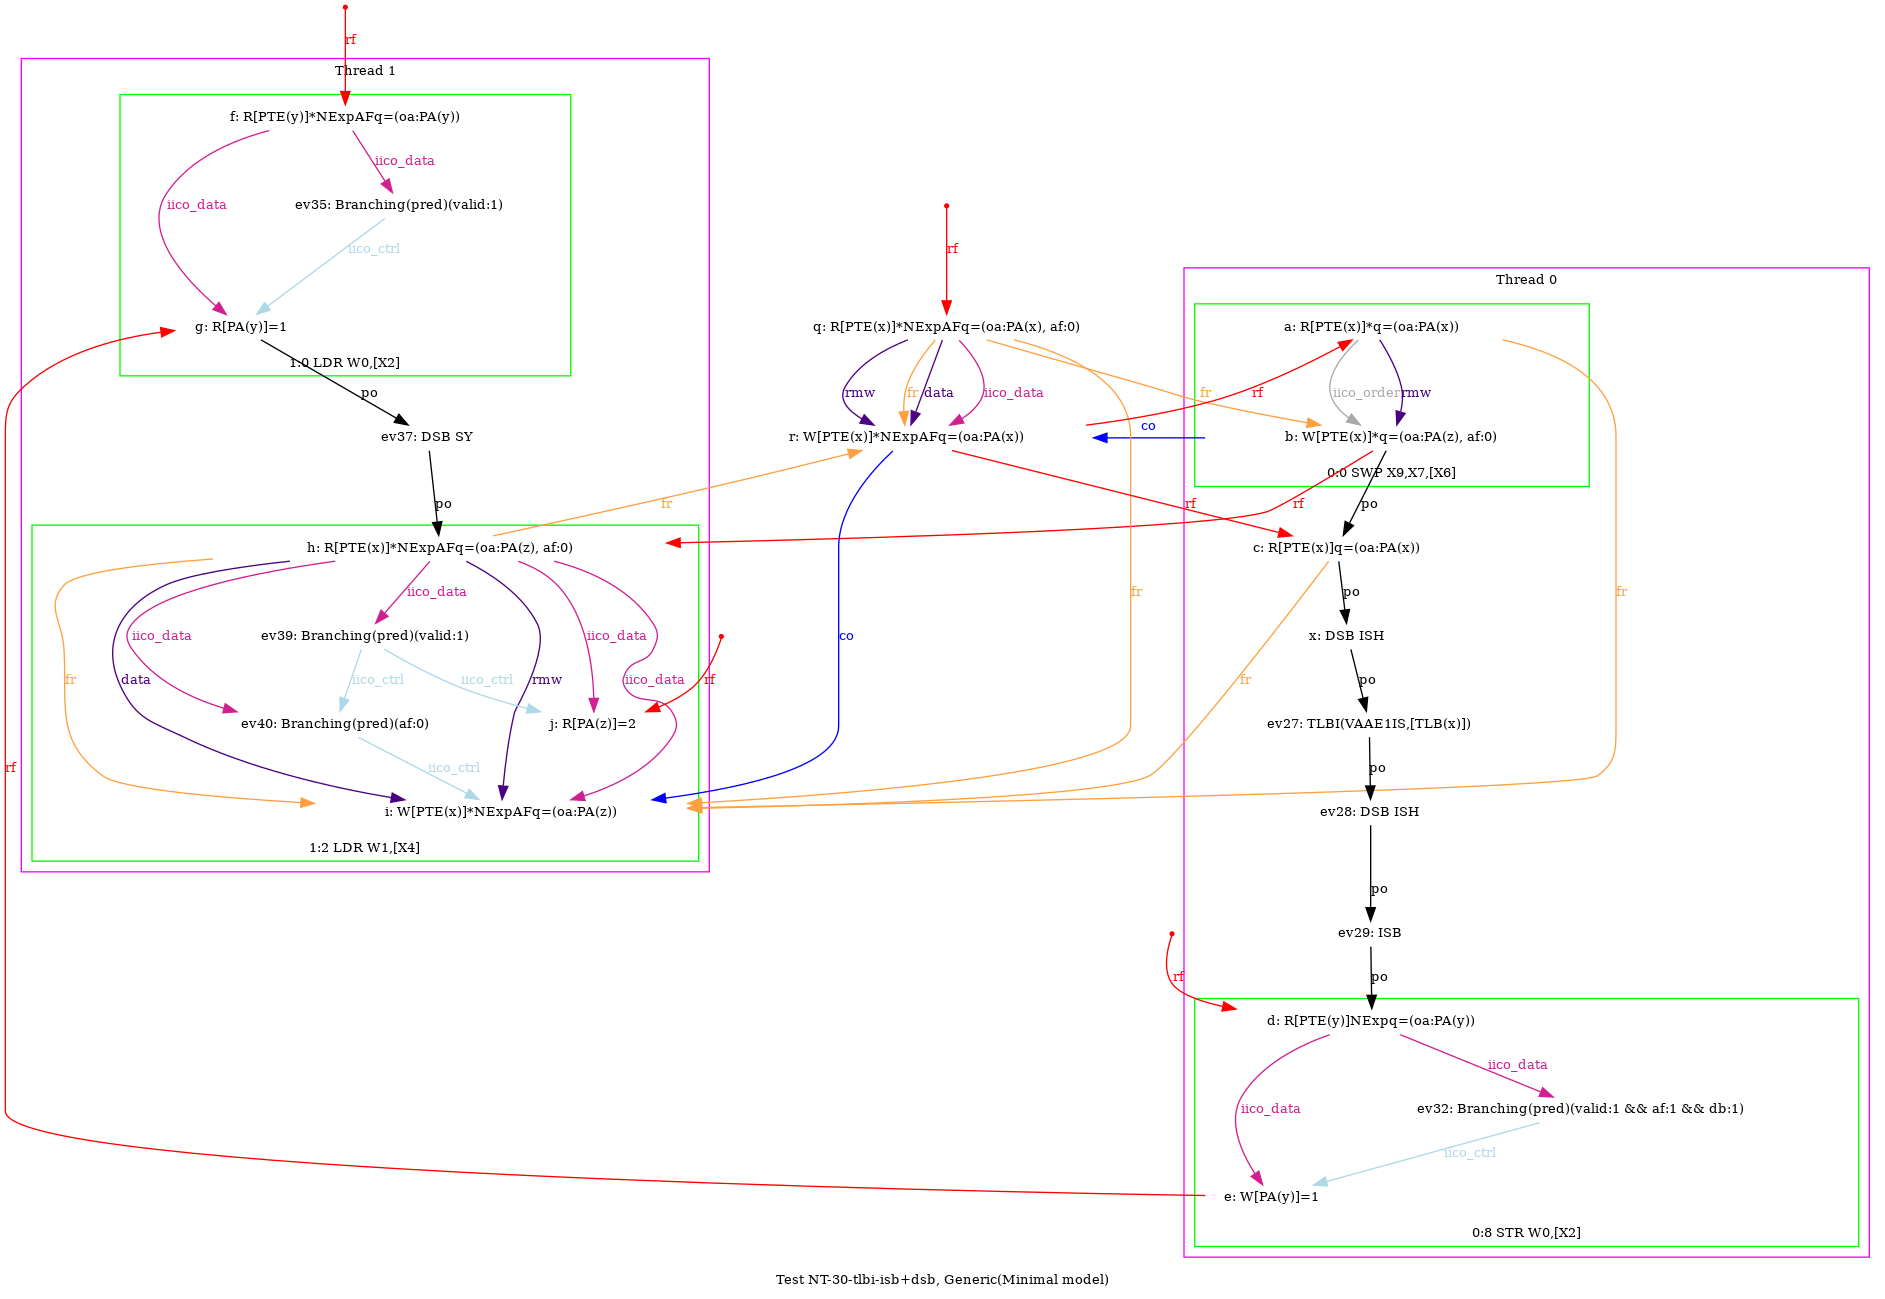 rf
Thread 1
f: R[PTE(y)]*NExpAFq=(oa:PA(y))
iico_data
iico_data
ev35: Branching(pred)(valid:1)
iico_ctrl
g: R[PA(y)]=1
1:0 LDR W0,[X2]
po
ev37: DSB SY
po
h: R[PTE(x)]*NExpAFq=(oa:PA(z), af:0)
iico_data
iico_data
ev39: Branching(pred)(valid:1)
iico_data
iico_data
fr
data
iico_ctrl
iico_ctrl
rmw
ev40: Branching(pred)(af:0)
j: R[PA(z)]=2
rf
iico_ctrl
i: W[PTE(x)]*NExpAFq=(oa:PA(z))
1:2 LDR W1,[X4]
rf
rf
q: R[PTE(x)]*NExpAFq=(oa:PA(x), af:0)
rmw
fr
data
iico_data
fr
rf
r: W[PTE(x)]*NExpAFq=(oa:PA(x))
co
fr
rf
rf
co
fr
fr
fr
Thread 0
a: R[PTE(x)]*q=(oa:PA(x))
iico_order
rmw
b: W[PTE(x)]*q=(oa:PA(z), af:0)
0:0 SWP X9,X7,[X6]
po
c: R[PTE(x)]q=(oa:PA(x))
po
x: DSB ISH
po
ev27: TLBI(VAAE1IS,[TLB(x)])
po
ev28: DSB ISH
po
ev29: ISB
po
rf
d: R[PTE(y)]NExpq=(oa:PA(y))
iico_data
iico_data
ev32: Branching(pred)(valid:1 && af:1 && db:1)
iico_ctrl
e: W[PA(y)]=1
0:8 STR W0,[X2]
Test NT-30-tlbi-isb+dsb, Generic(Minimal model)